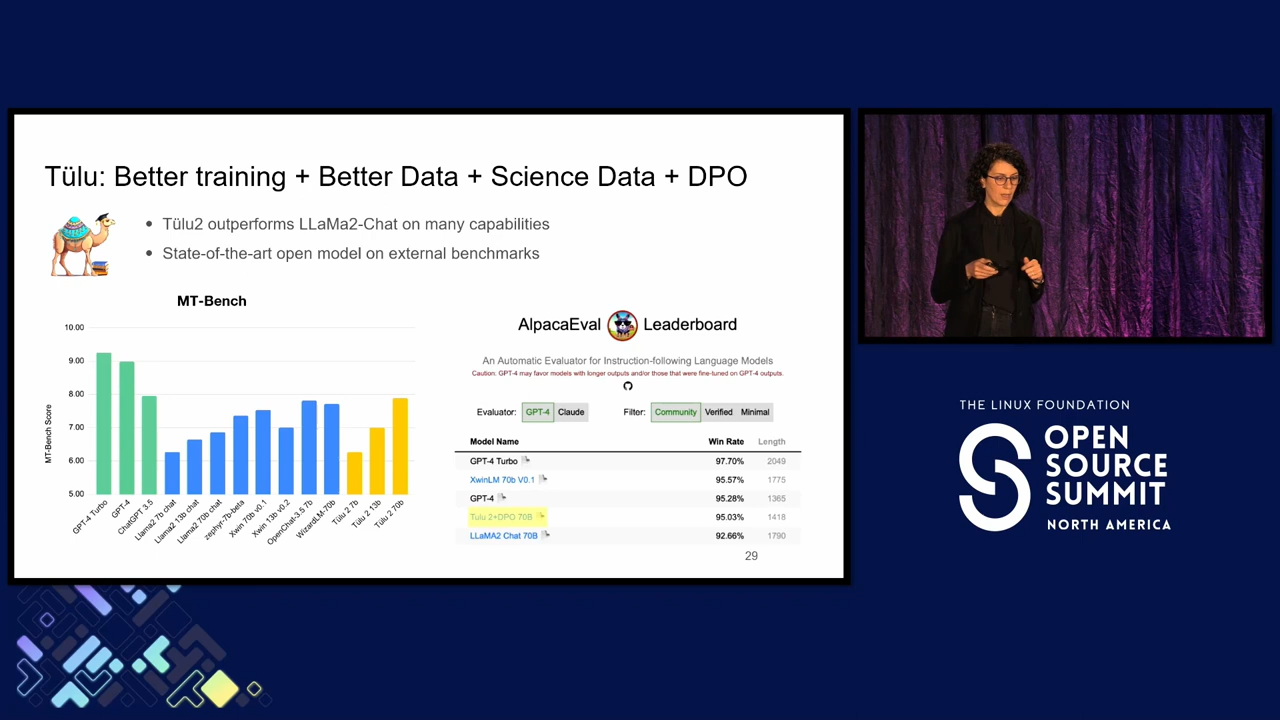 Tülu: Better training + Better Data + Science Data + DPO
• Tülu2 outperforms LLaMa2-Chat on many capabilities
• State-of-the-art open model on external benchmarks
MT-Bench
MT-Bench Score
10.00
9.00
8.00
7.00
6.00
5.00
GPT-4 Turbo
GPT-4
ChatGPT 3.5
Llama2 7b chat
Llama2 13b chat
Llama2 70b chat
zephyr-7b-beta
Xwin 70b v0.1
Xwin 13b v0.2
OpenChat-3.5 7b
WizardLM-70b
Tülu 2 7b
Tülu 2 13b
Tülu 2 70b
AlpacaEval Leaderboard
An Automatic Evaluator for Instruction-following Language Models
Caution: GPT-4 may favor models with longer outputs and/or those that were fine-tuned on GPT-4 outputs.
Evaluator: GPT-4 Claude Filter: Community Verified Minimal
Model Name Win Rate Length
GPT-4 Turbo 97.70% 2049
XwinLM 70b V0.1 95.57% 1775
GPT-4 95.28% 1365
Tulu 2+DPO 70B 95.03% 1418
LLaMA2 Chat 70B 92.66% 1790
29
THE LINUX FOUNDATION
OPEN
SOURCE
SUMMIT
NORTH AMERICA